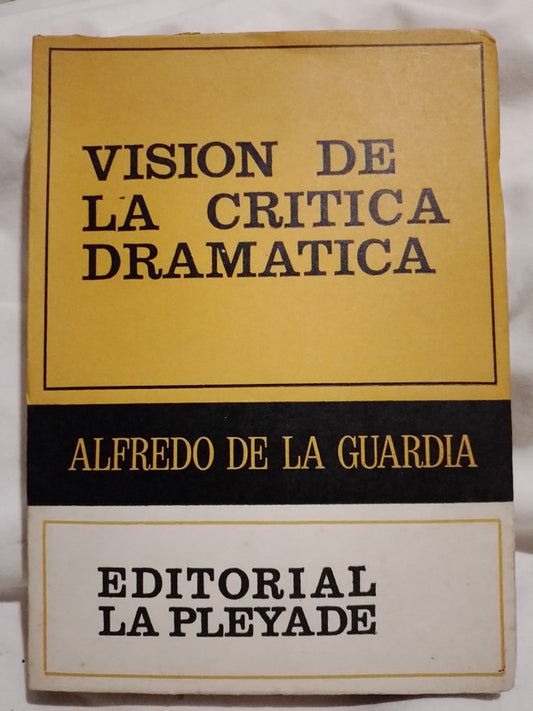 VISION DE
LA CRITICA
DRAMATICA
ALFREDO DE LA GUARDIA
EDITORIAL
LA PLEYADE